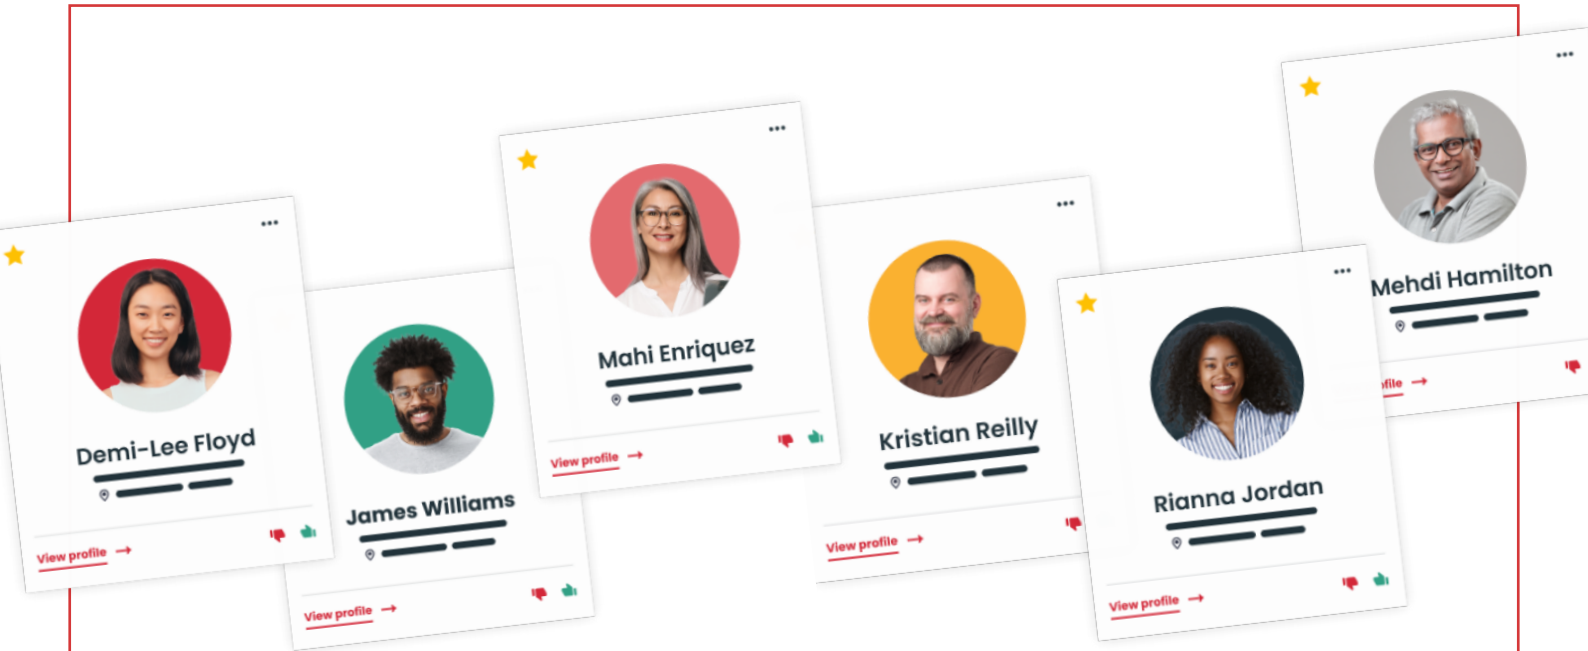 Demi-Lee Floyd
View profile
James Williams
View profile
Mahi Enriquez
View profile
Kristian Reilly
View profile
Rianna Jordan
View profile
Mehdi Hamilton
ofile